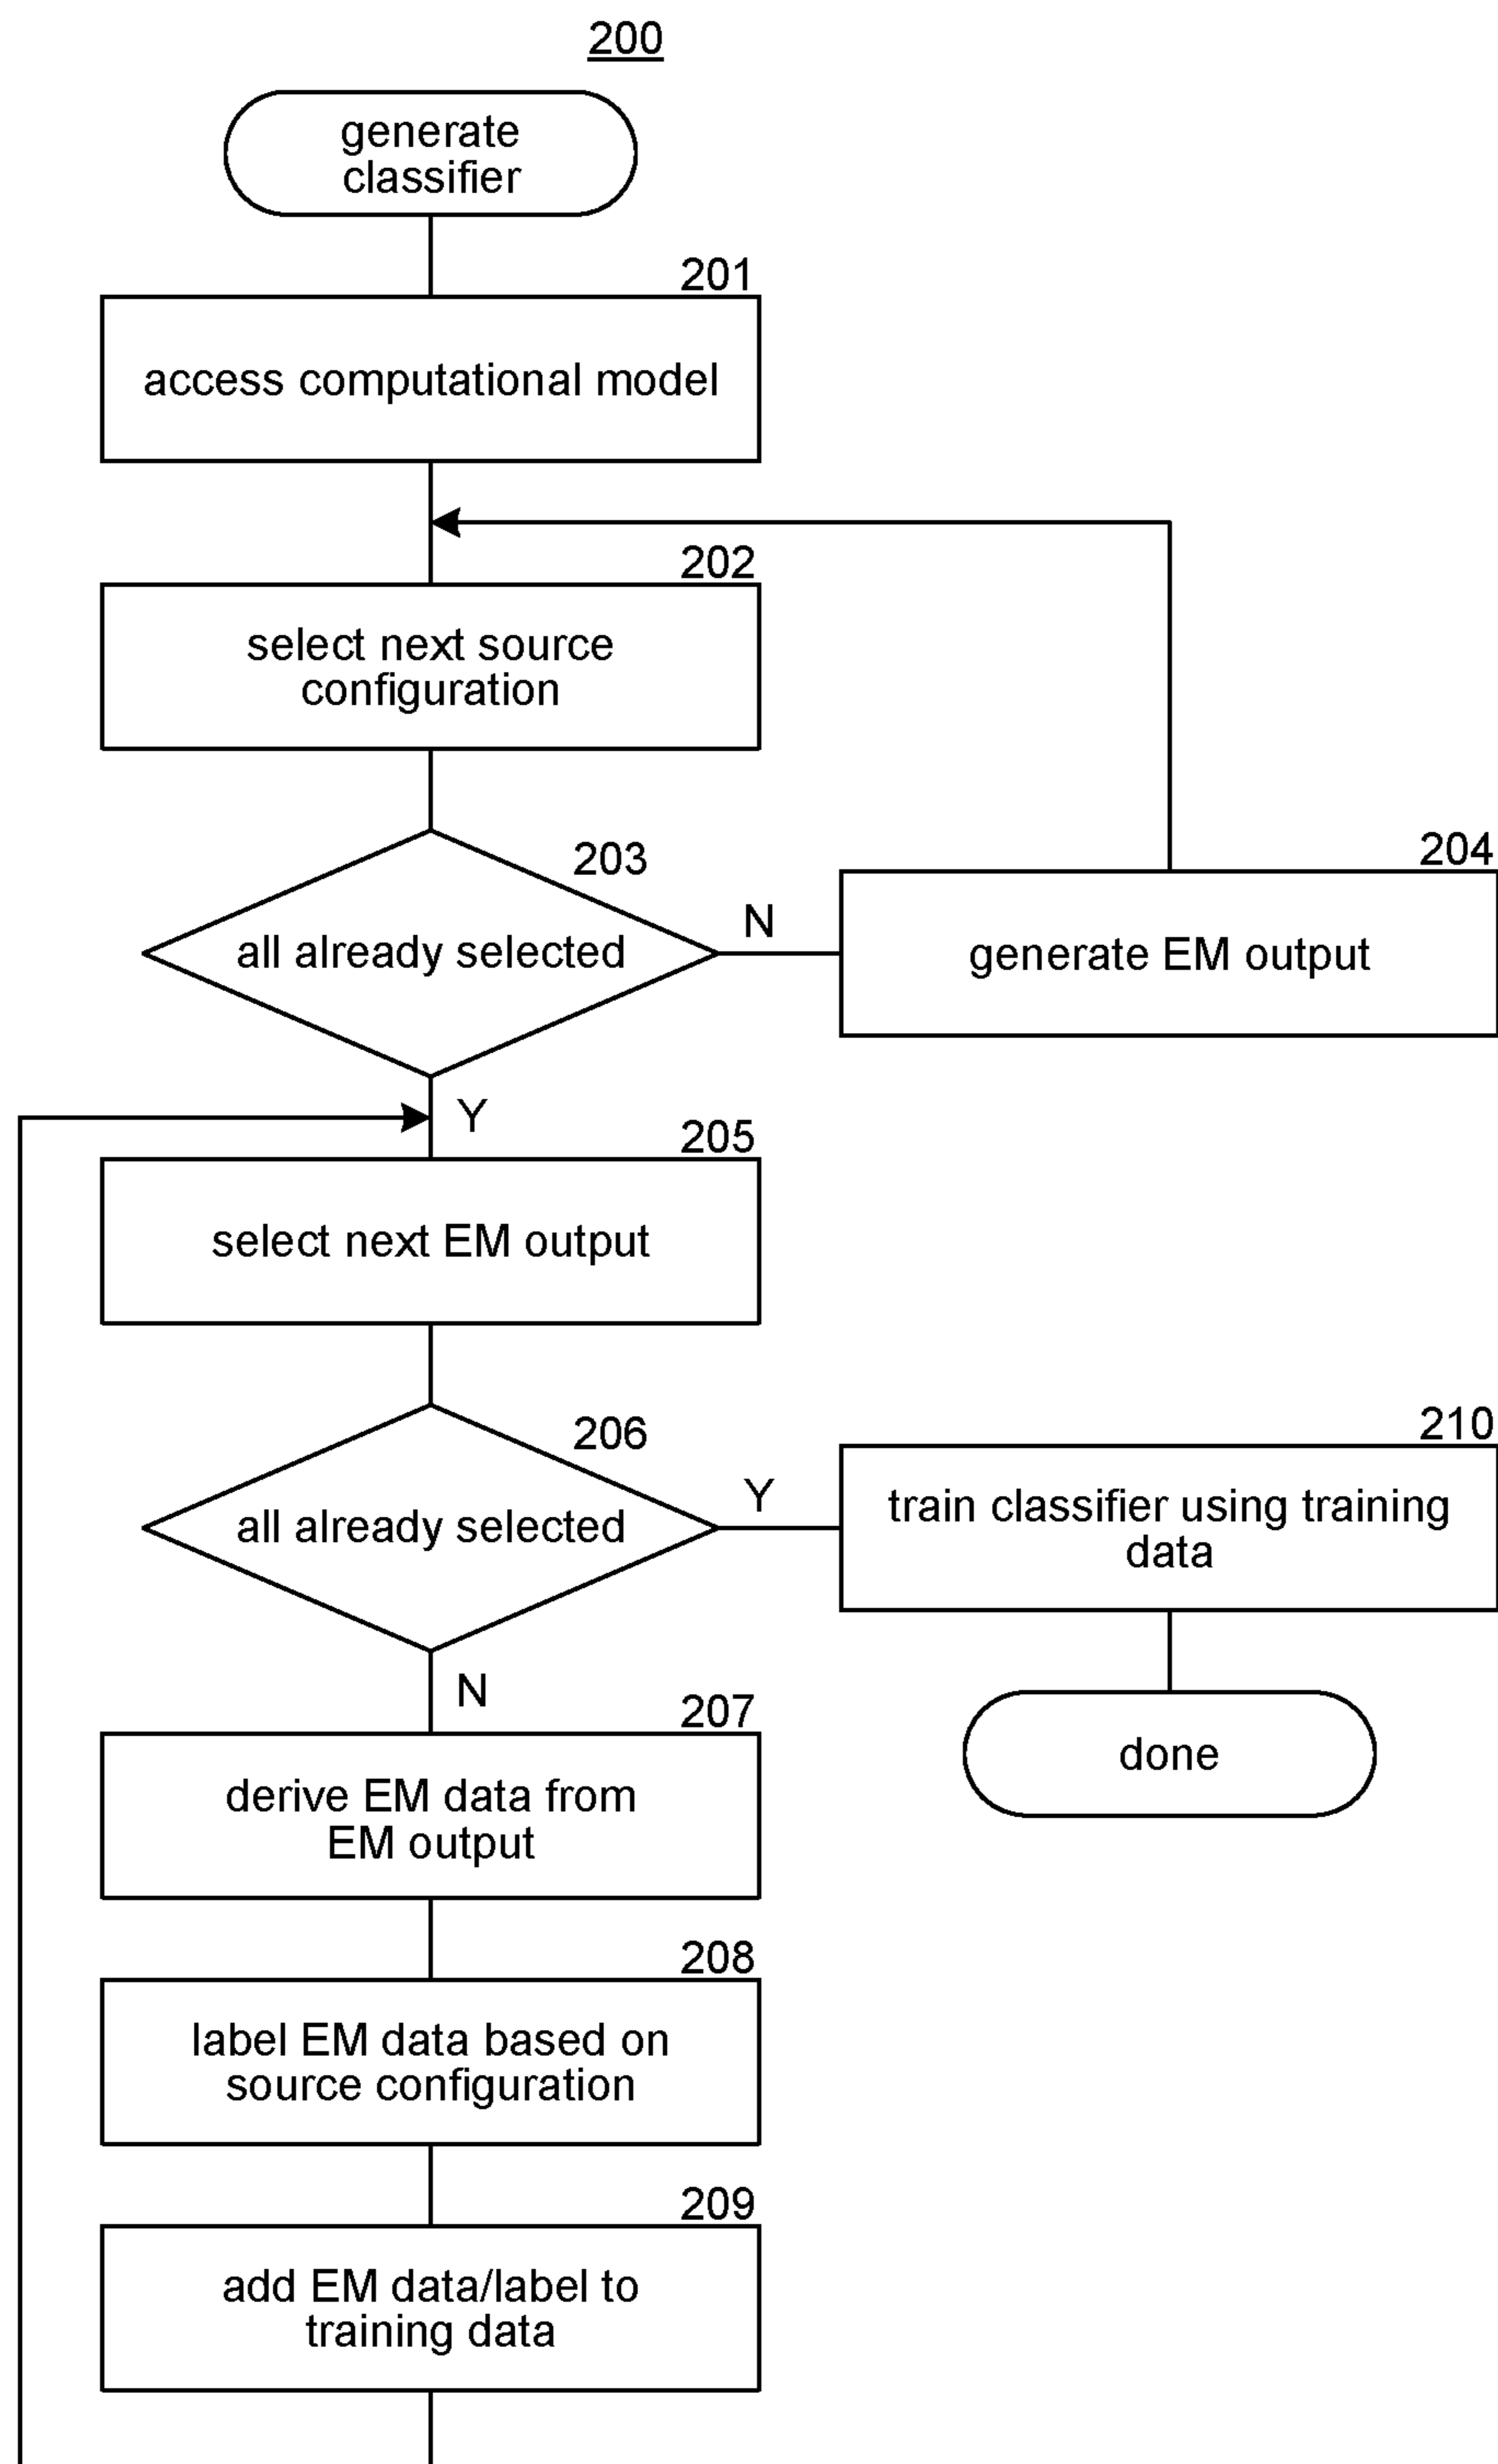 200
generate
classifier
201
access computational model
202
select next source
configuration
203
all already selected
N
204
generate EM output
Y
205
select next EM output
206
all already selected
Y
210
train classifier using training
data
N
207
derive EM data from
EM output
done
208
label EM data based on
source configuration
209
add EM data/label to
training data